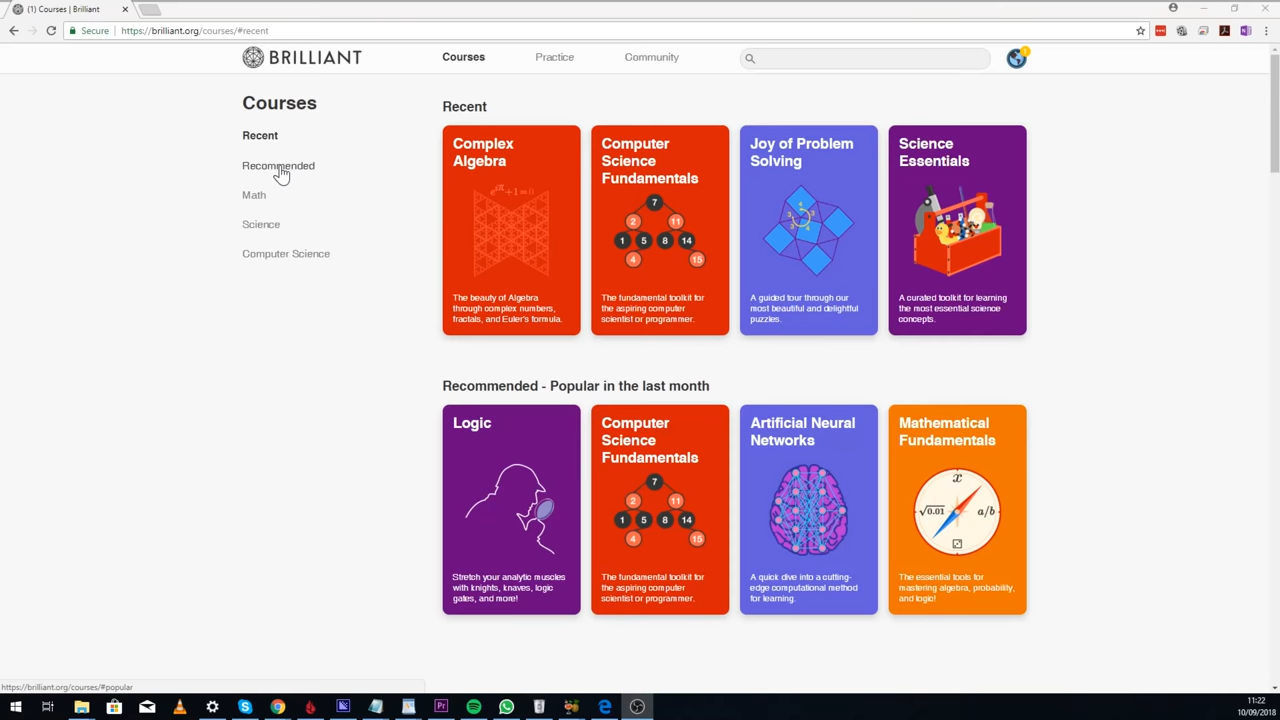 (1) Courses | Brilliant
Secure https://brilliant.org/courses/#recent
BRILLIANT
Courses
Practice
Community
1
Courses
Recent
Recommended
Math
Science
Computer Science
Recent
Complex
Algebra
The beauty of Algebra
through complex numbers,
fractals, and Euler's formula.
Computer
Science
Fundamentals
7
2 11
1 5 8 14
4 15
The fundamental toolkit for
the aspiring computer
scientist or programmer.
Joy of Problem
Solving
A guided tour through our
most beautiful and delightful
puzzles.
Science
Essentials
A curated toolkit for learning
the most essential science
concepts.
Recommended - Popular in the last month
Logic
Stretch your analytic muscles
with knights, knaves, logic
gates, and more!
Computer
Science
Fundamentals
7
2 11
1 5 8 14
4 15
The fundamental toolkit for
the aspiring computer
scientist or programmer.
Artificial Neural
Networks
A quick dive into a cutting-
edge computational method
for learning.
Mathematical
Fundamentals
x
√0.01 a/b
The essential tools for
mastering algebra, probability,
and logic!
https://brilliant.org/courses/#popular
11:22
10/09/2018